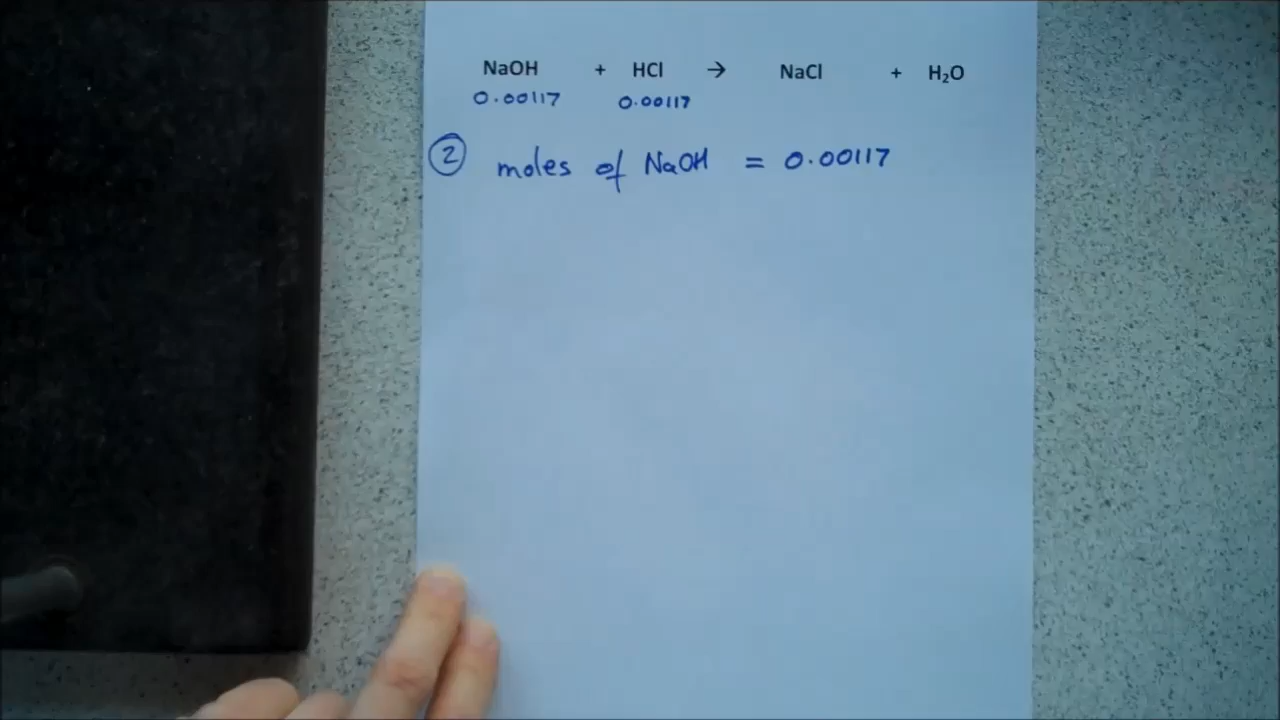 NaOH + HCl → NaCl + H₂O
0.00117 0.00117
② moles of NaOH = 0.00117